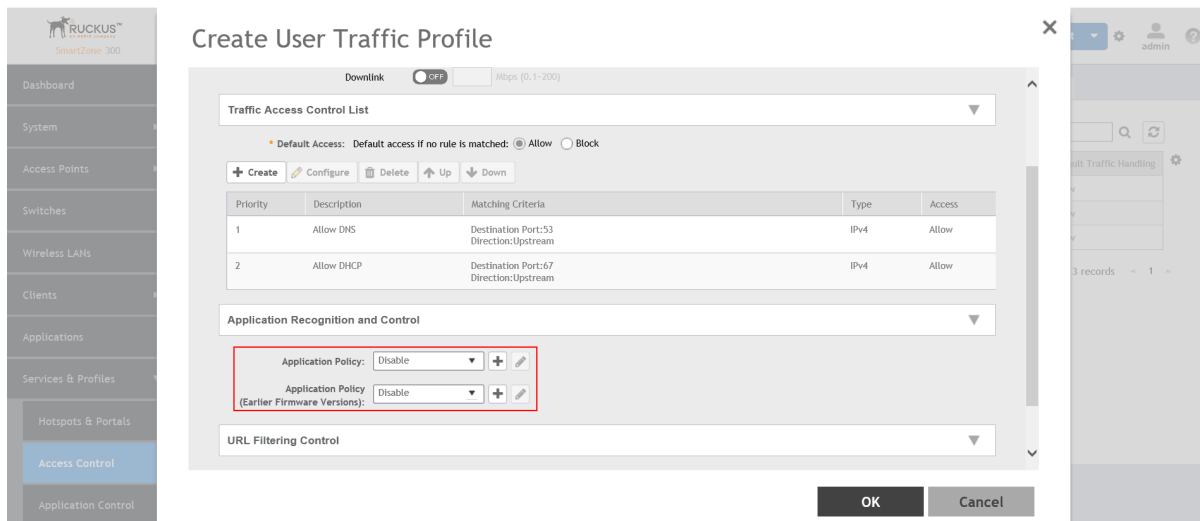 RUCKUS™
SmartZone 300
admin
Dashboard
System
Access Points
Switches
Wireless LANs
Clients
Applications
Services & Profiles
Hotspots & Portals
Access Control
Application Control
Create User Traffic Profile
Downlink OFF Mbps (0.1~200)
Traffic Access Control List
* Default Access: Default access if no rule is matched: Allow Block
+ Create Configure Delete Up Down
Priority Description Matching Criteria Type Access
1 Allow DNS Destination Port:53 IPv4 Allow
Direction:Upstream
2 Allow DHCP Destination Port:67 IPv4 Allow
Direction:Upstream
Application Recognition and Control
Application Policy: Disable
Application Policy
(Earlier Firmware Versions): Disable
URL Filtering Control
OK Cancel
ult Traffic Handling
3 records 1